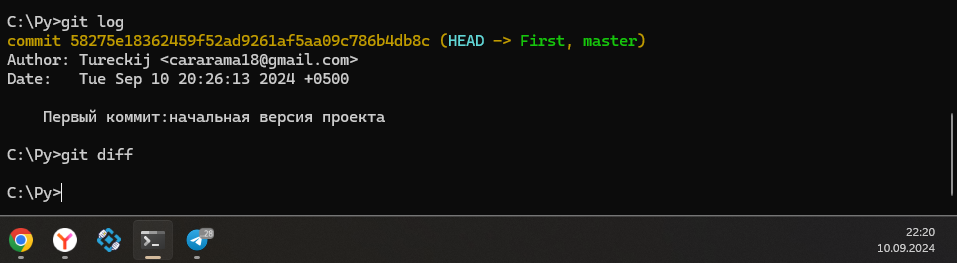 C:\Py>git log
commit 58275e18362459f52ad9261af5aa09c786b4db8c (HEAD -> First, master)
Author: Tureckij <cararama18@gmail.com>
Date:   Tue Sep 10 20:26:13 2024 +0500
Первый коммит:начальная версия проекта
C:\Py>git diff
C:\Py>
28
22:20
10.09.2024